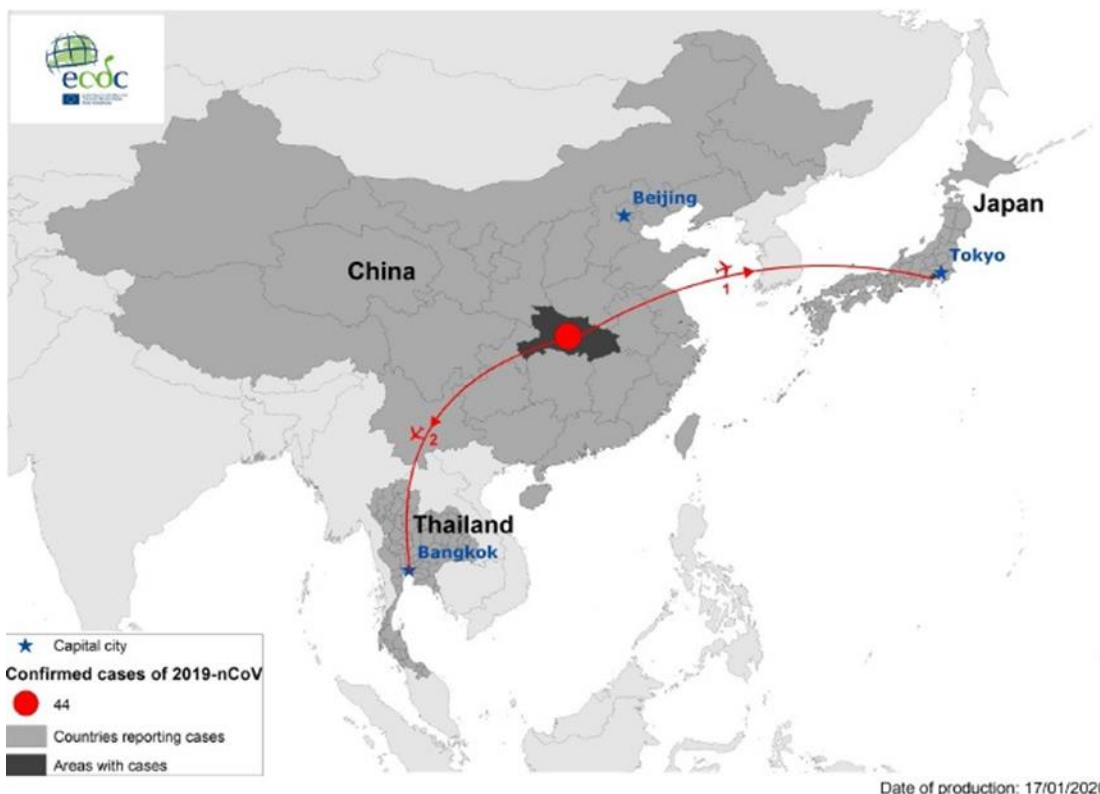 ecdc
Beijing
Japan
China
Tokyo
1
2
Thailand
Bangkok
Capital city
Confirmed cases of 2019-nCoV
44
Countries reporting cases
Areas with cases
Date of production: 17/01/2020